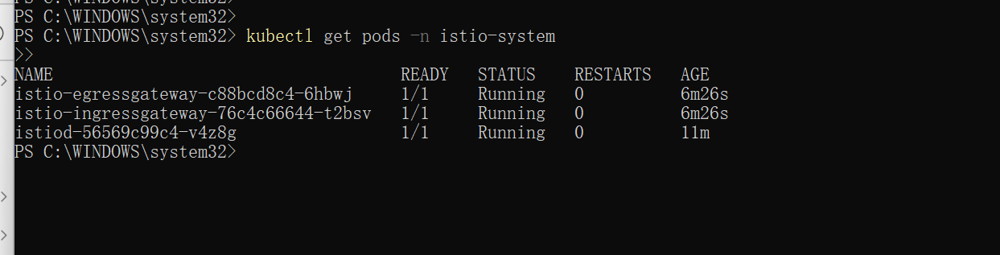 PS C:\WINDOWS\system32>
PS C:\WINDOWS\system32>
PS C:\WINDOWS\system32> kubectl get pods -n istio-system
>>
NAME READY STATUS RESTARTS AGE
istio-egressgateway-c88bcd8c4-6hbwj 1/1 Running 0 6m26s
istio-ingressgateway-76c4c66644-t2bsv 1/1 Running 0 6m26s
istiod-56569c99c4-v4z8g 1/1 Running 0 11m
PS C:\WINDOWS\system32>